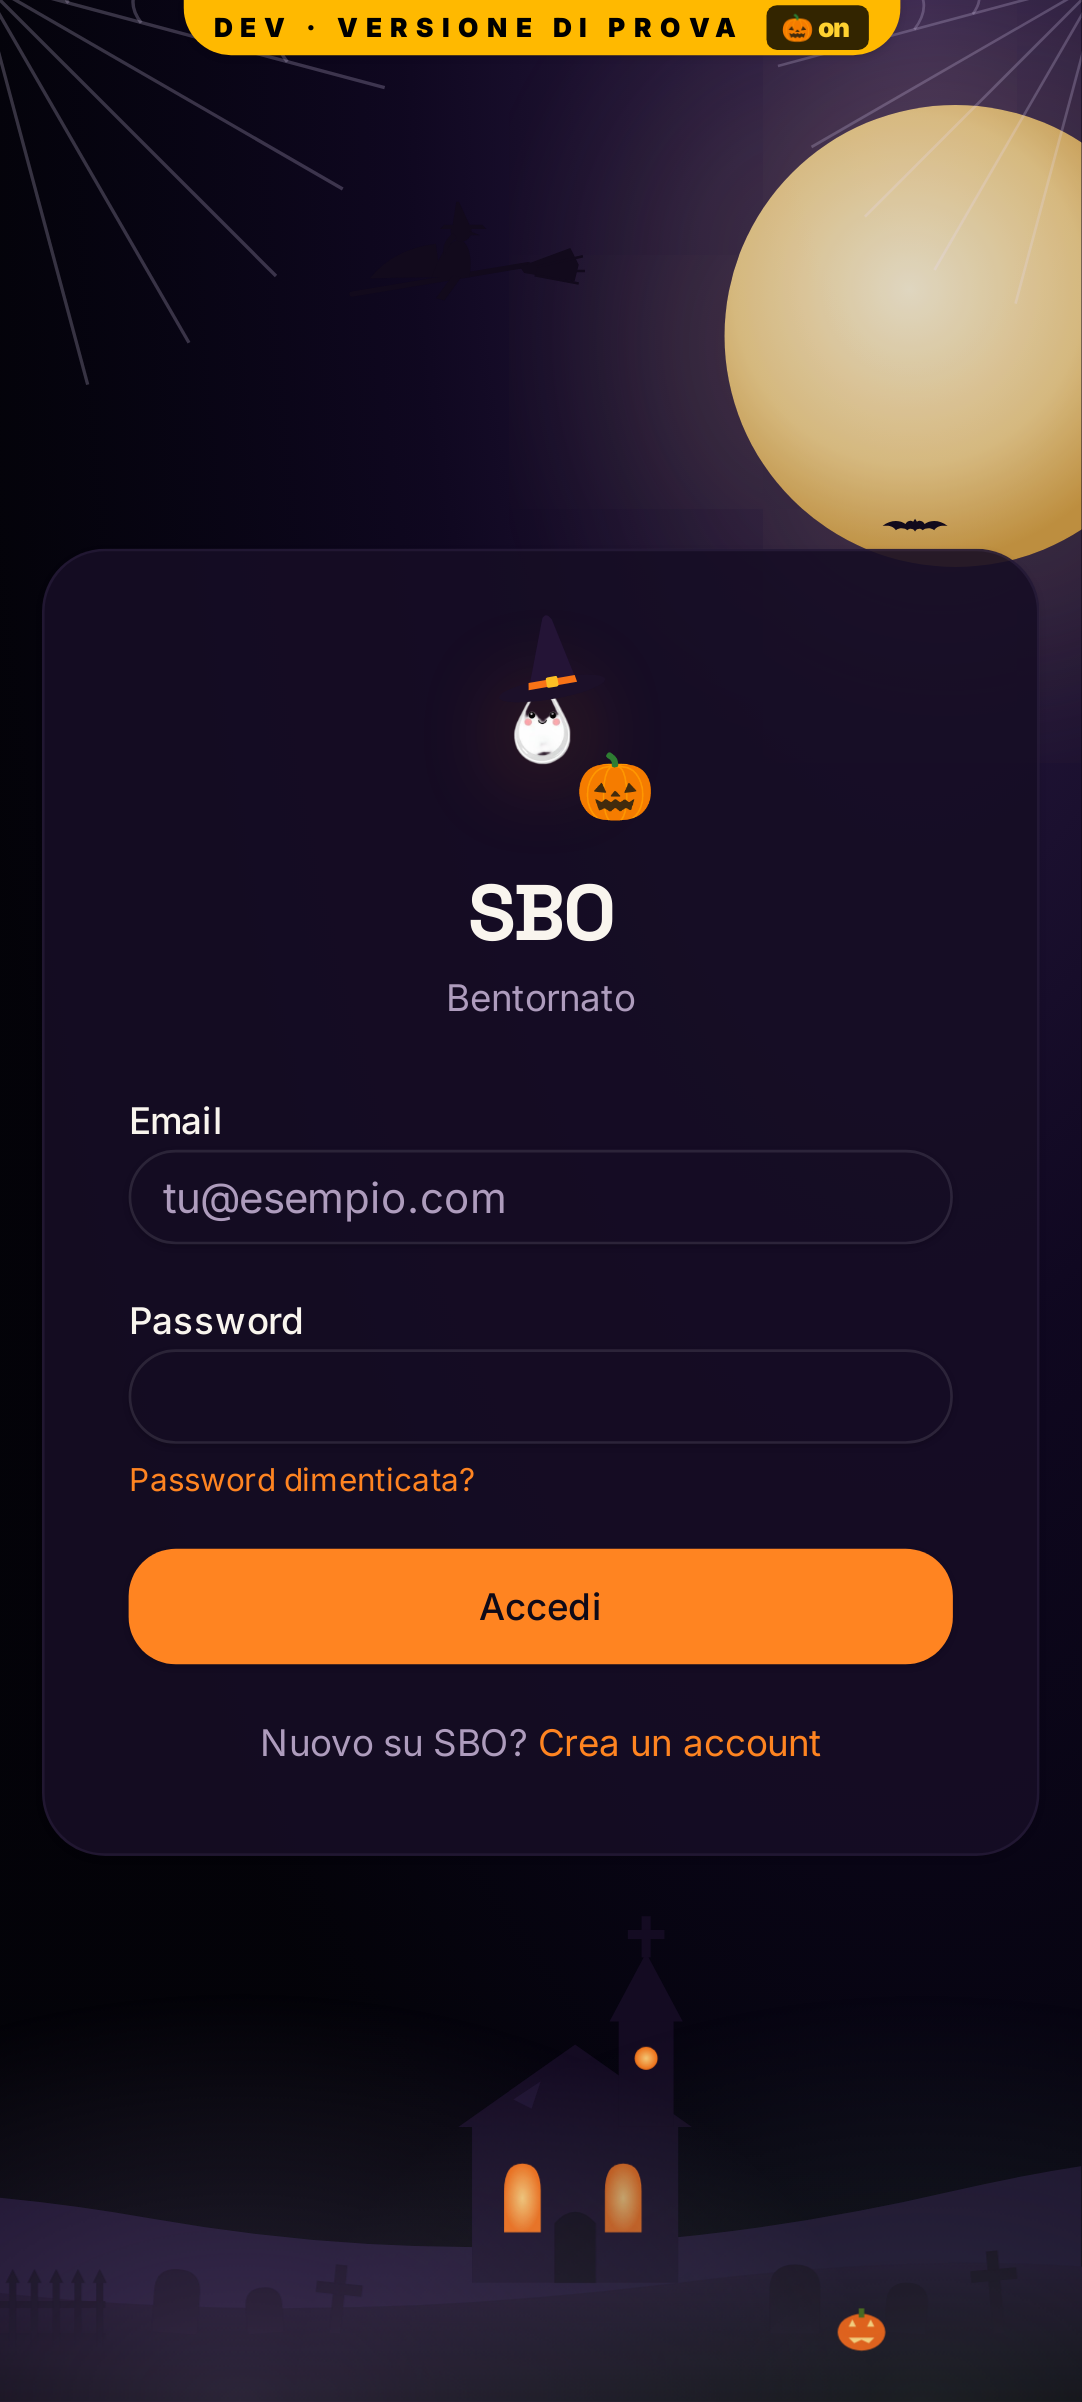 DEV · VERSIONE DI PROVA 🎃 on
SBO
Bentornato
Email
tu@esempio.com
Password
Password dimenticata?
Accedi
Nuovo su SBO? Crea un account